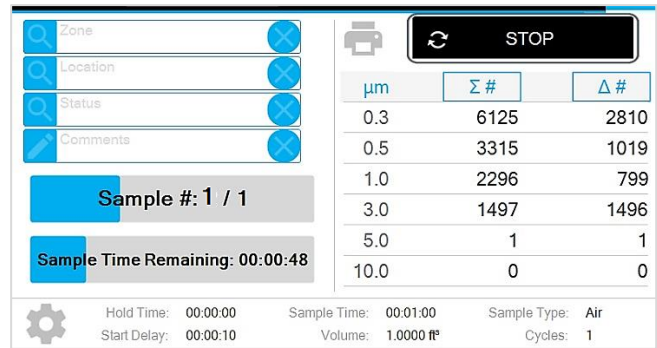 Zone
Location
Status
Comments
Sample #: 1 / 1
Sample Time Remaining: 00:00:48
STOP
µm Σ # Δ #
0.3 6125 2810
0.5 3315 1019
1.0 2296 799
3.0 1497 1496
5.0 1 1
10.0 0 0
Hold Time: 00:00:00 Sample Time: 00:01:00 Sample Type: Air
Start Delay: 00:00:10 Volume: 1.0000 ft³ Cycles: 1